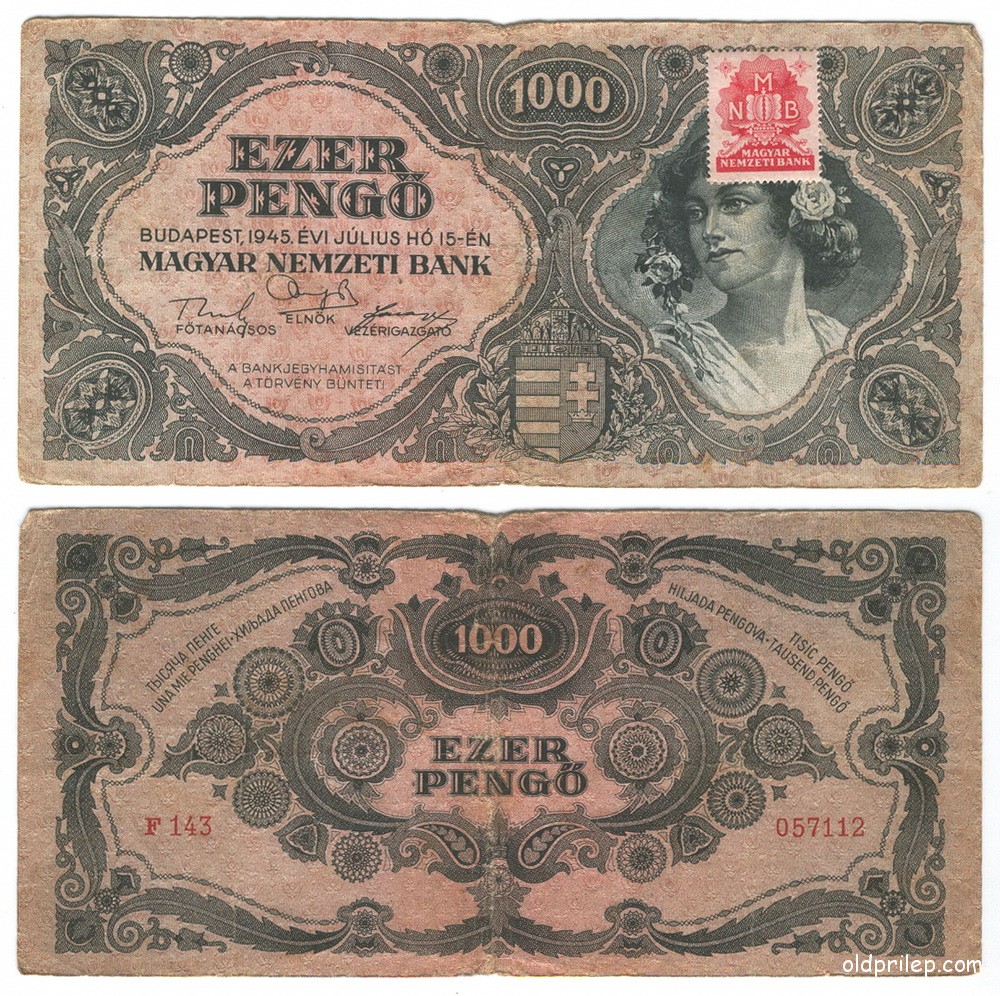 1000
M
N B
MAGYAR
NEMZETI BANK
EZER
PENGŐ
BUDAPEST, 1945. ÉVI JÚLIUS HÓ 15-ÉN
MAGYAR NEMZETI BANK
FŐTANÁCSOS
ELNÖK
VEZÉRIGAZGATÓ
A BANKJEGYHAMISITÁST
A TÖRVÉNY BÜNTETI
ТЫСЯЧА ПЕНГЕ
UNA MIE PENGHEI · ХИЉАДА ПЕНГОВА
HILJADA PENGOVA · TAUSEND PENGŐ
TISÍC PENGŐ
1000
EZER
PENGŐ
F 143
057112
oldprilep.com